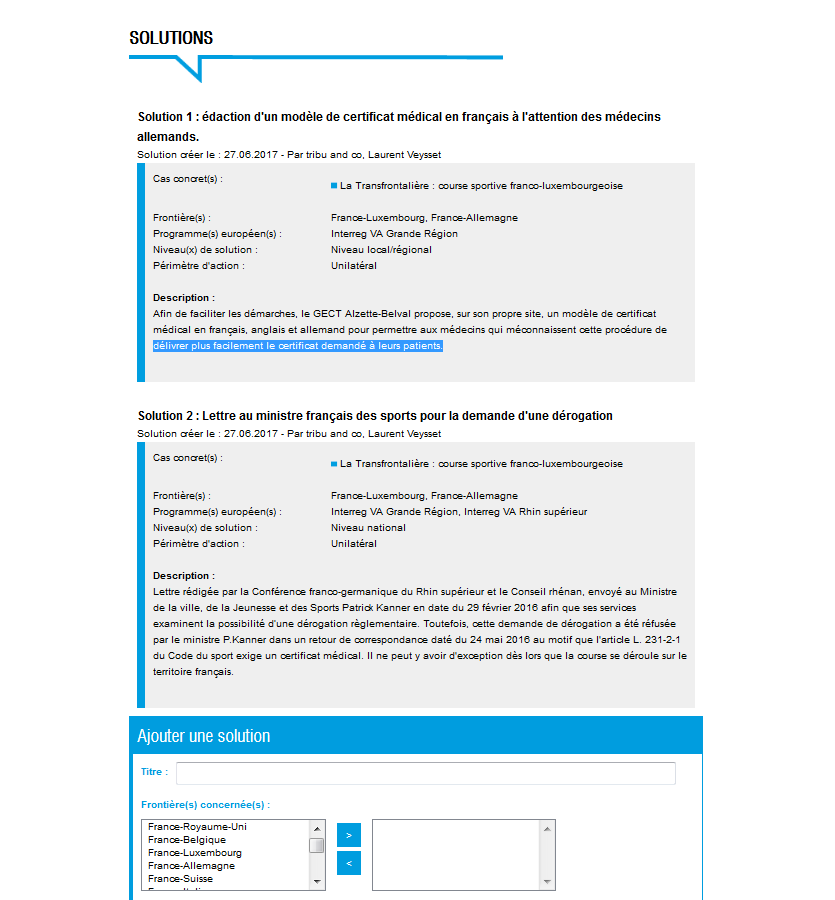 SOLUTIONS
Solution 1 : édaction d'un modèle de certificat médical en français à l'attention des médecins
allemands.
Solution créer le : 27.06.2017 - Par tribu and co, Laurent Veysset
Cas concret(s) :
La Transfrontalière : course sportive franco-luxembourgeoise
Frontière(s) : France-Luxembourg, France-Allemagne
Programme(s) européen(s) : Interreg VA Grande Région
Niveau(x) de solution : Niveau local/régional
Périmètre d'action : Unilatéral
Description :
Afin de faciliter les démarches, le GECT Alzette-Belval propose, sur son propre site, un modèle de certificat
médical en français, anglais et allemand pour permettre aux médecins qui méconnaissent cette procédure de
délivrer plus facilement le certificat demandé à leurs patients.
Solution 2 : Lettre au ministre français des sports pour la demande d'une dérogation
Solution créer le : 27.06.2017 - Par tribu and co, Laurent Veysset
Cas concret(s) :
La Transfrontalière : course sportive franco-luxembourgeoise
Frontière(s) : France-Luxembourg, France-Allemagne
Programme(s) européen(s) : Interreg VA Grande Région, Interreg VA Rhin supérieur
Niveau(x) de solution : Niveau national
Périmètre d'action : Unilatéral
Description :
Lettre rédigée par la Conférence franco-germanique du Rhin supérieur et le Conseil rhénan, envoyé au Ministre
de la ville, de la Jeunesse et des Sports Patrick Kanner en date du 29 février 2016 afin que ses services
examinent la possibilité d'une dérogation règlementaire. Toutefois, cette demande de dérogation a été réfusée
par le ministre P.Kanner dans un retour de correspondance daté du 24 mai 2016 au motif que l'article L. 231-2-1
du Code du sport exige un certificat médical. Il ne peut y avoir d'exception dès lors que la course se déroule sur le
territoire français.
Ajouter une solution
Titre :
Frontière(s) concernée(s) :
France-Royaume-Uni
France-Belgique
France-Luxembourg
France-Allemagne
France-Suisse
>
<